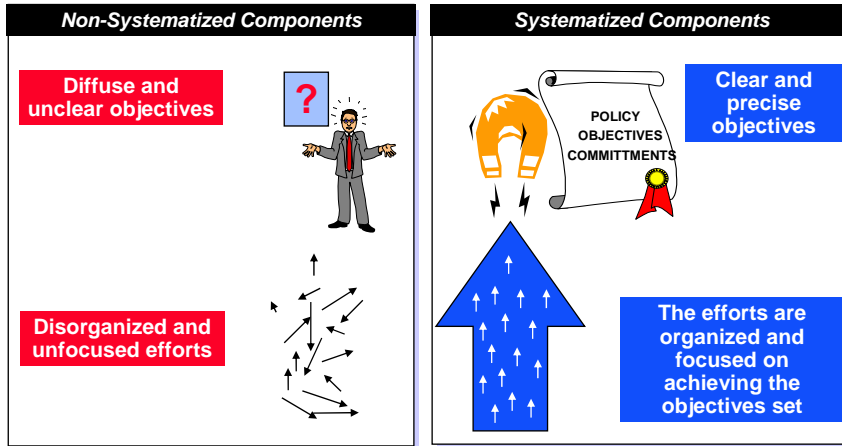 Non-Systematized Components
Diffuse and
unclear objectives
?
Disorganized and
unfocused efforts
Systematized Components
POLICY
OBJECTIVES
COMMITTMENTS
Clear and
precise
objectives
The efforts are
organized and
focused on
achieving the
objectives set